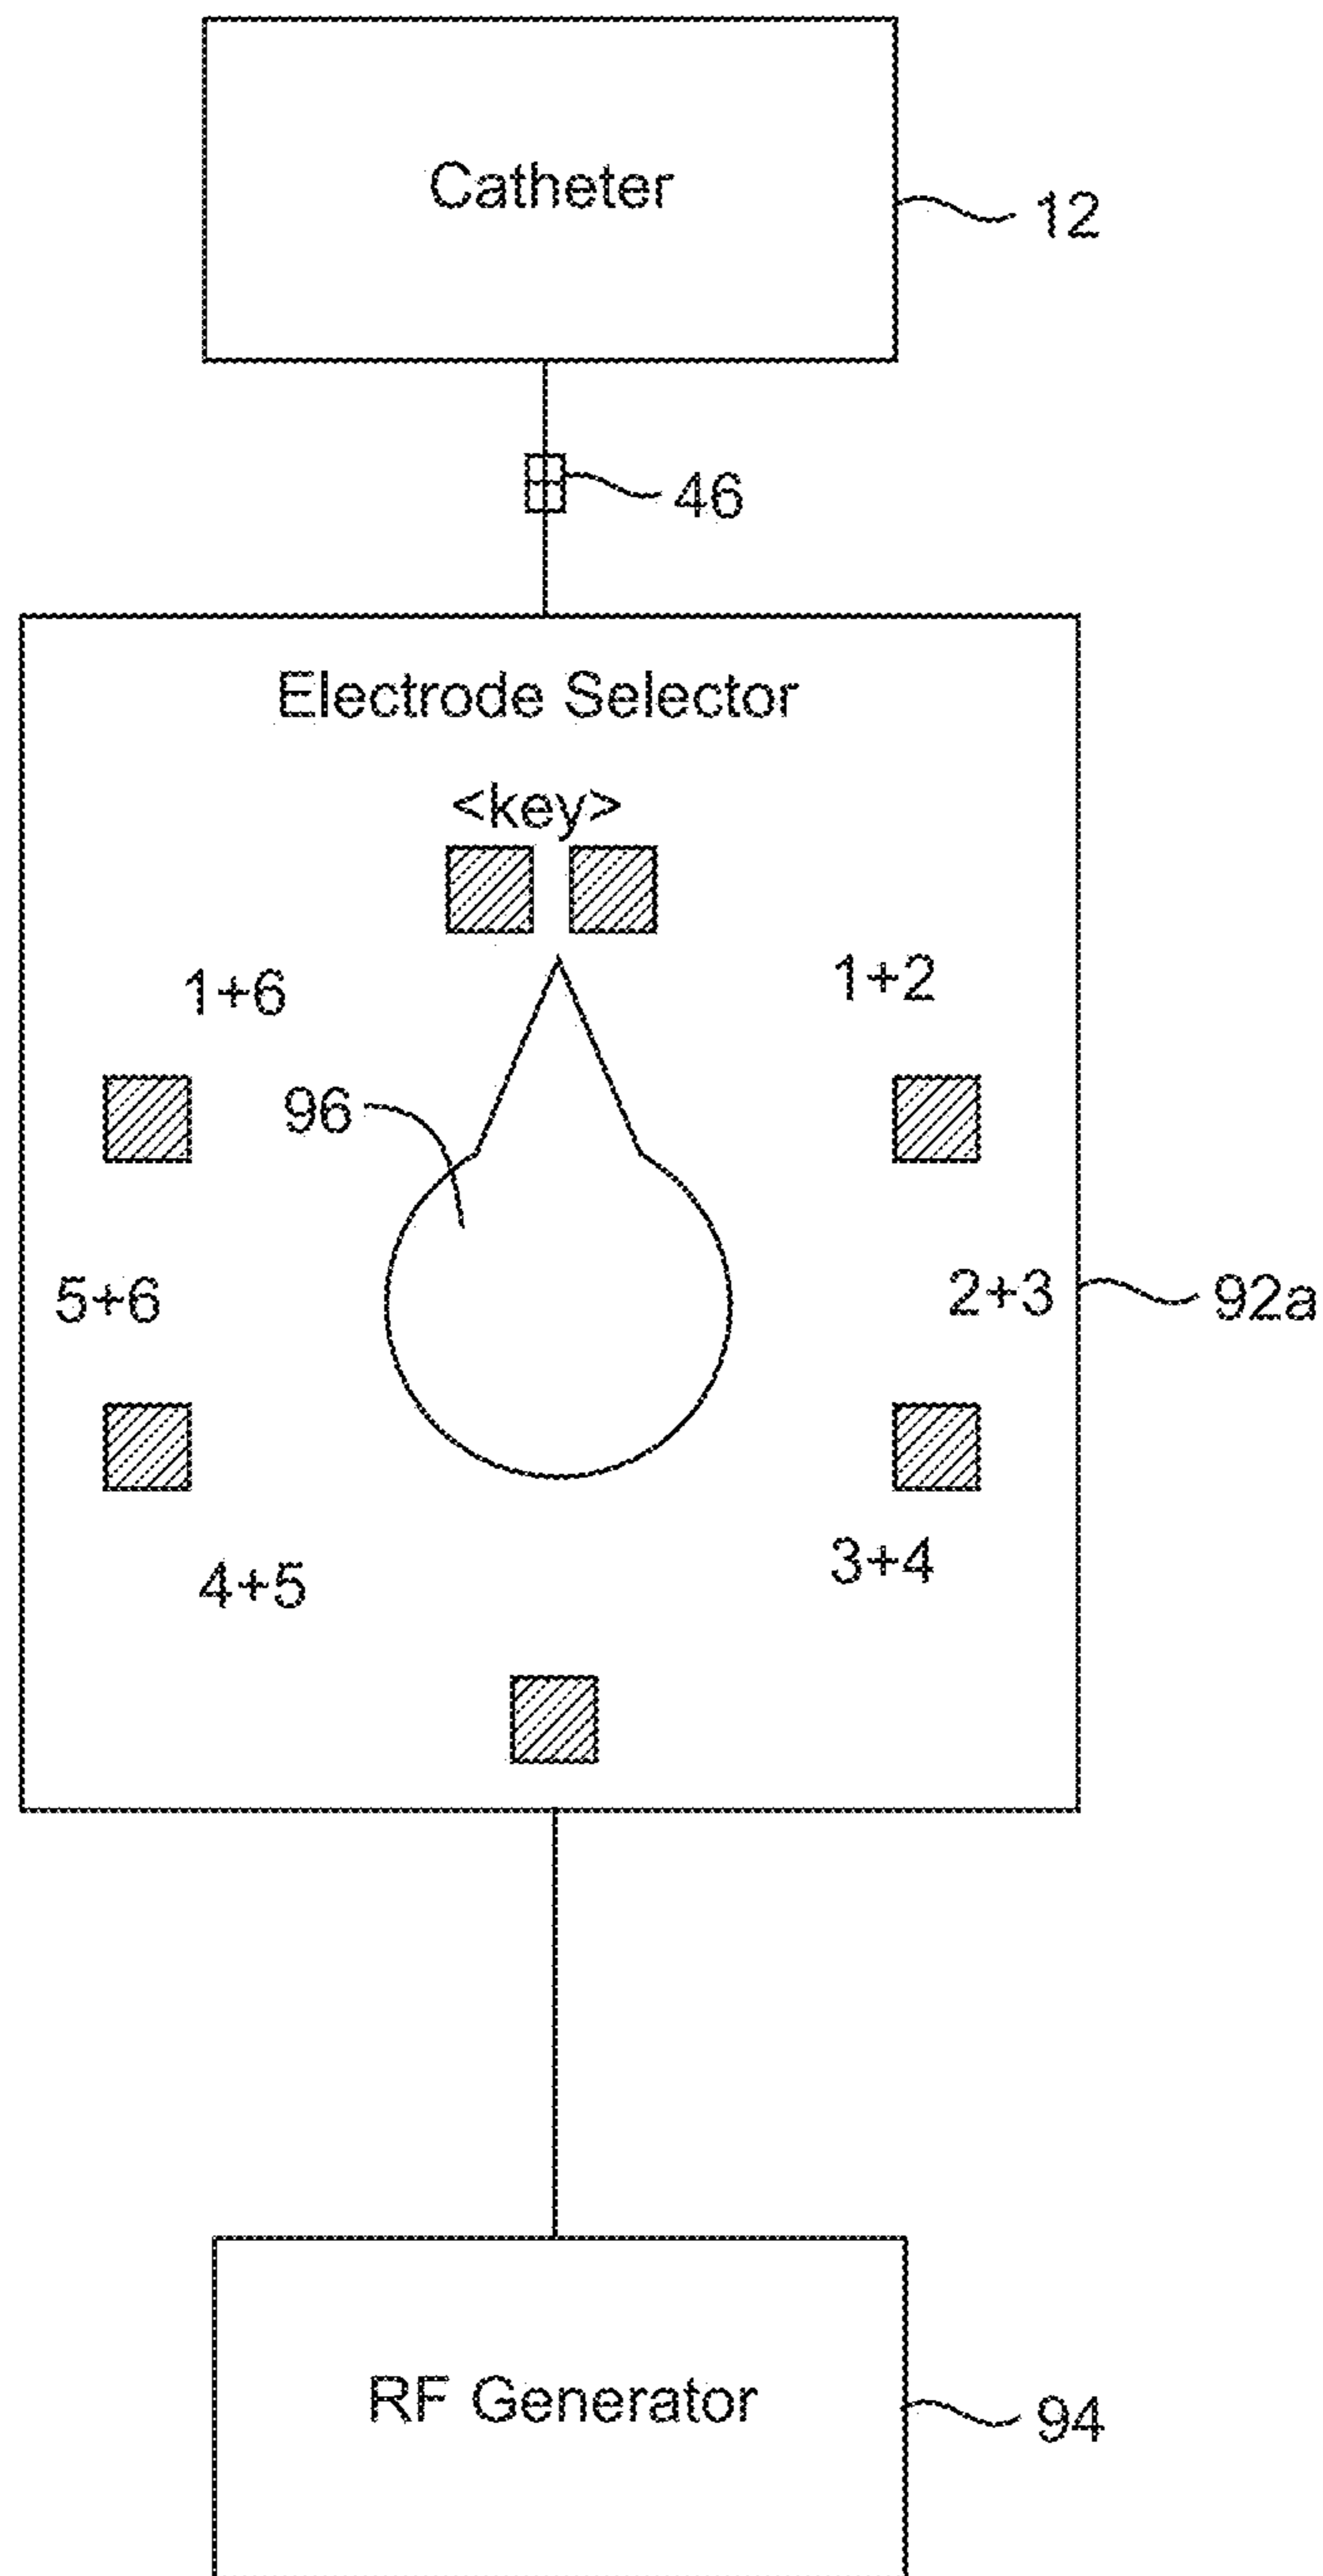 Catheter
12
46
Electrode Selector
<key>
1+6
1+2
96
5+6
2+3
92a
4+5
3+4
RF Generator
94